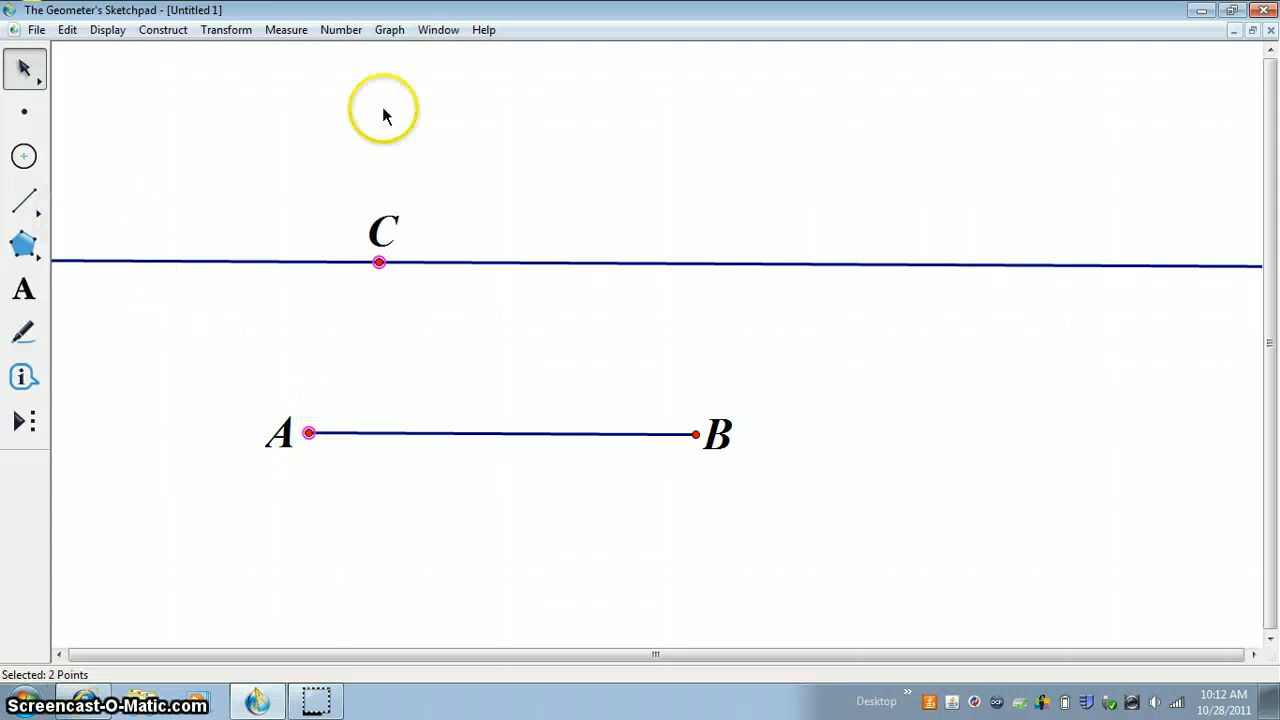 The Geometer's Sketchpad - [Untitled 1]
File Edit Display Construct Transform Measure Number Graph Window Help
A
C
A B
Selected: 2 Points
Desktop
10:12 AM
10/28/2011
Screencast-O-Matic.com